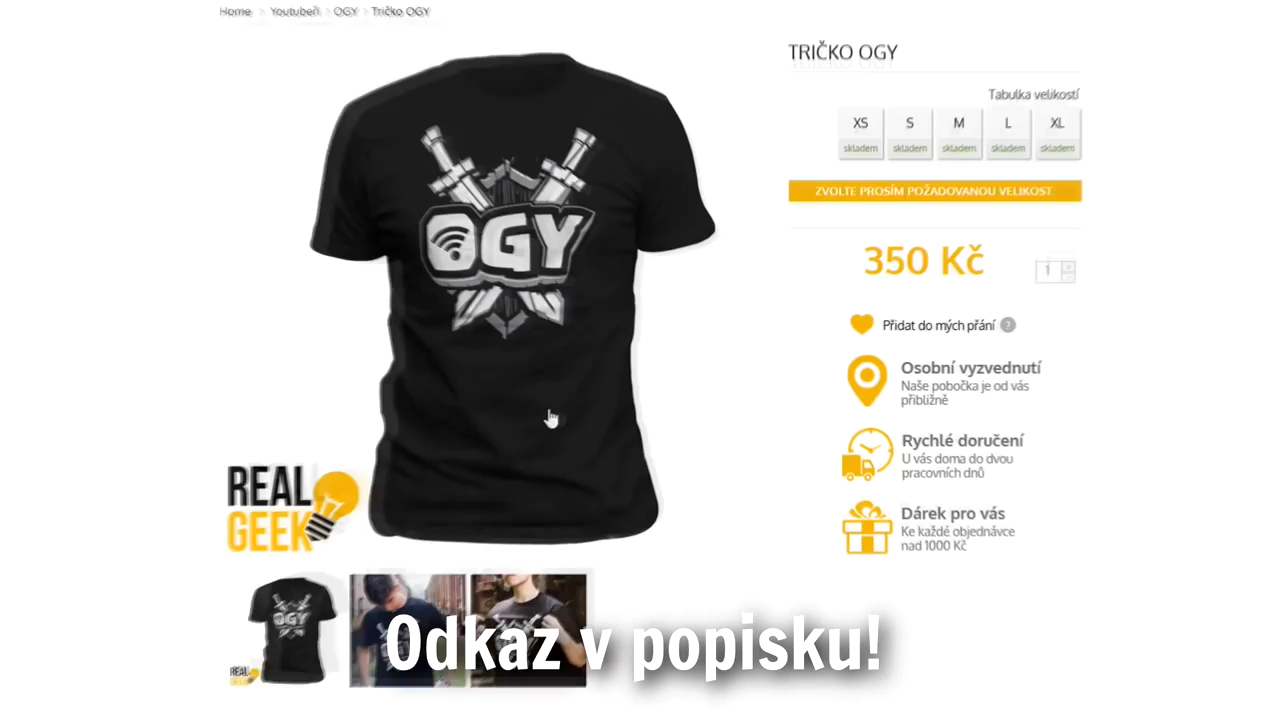 Home > Youtubeři > OGY > Tričko OGY
TRIČKO OGY
Tabulka velikostí
XS S M L XL
skladem skladem skladem skladem skladem
ZVOLTE PROSÍM POŽADOVANOU VELIKOST.
OGY
350 Kč
1
Přidat do mých přání ?
Osobní vyzvednutí
Naše pobočka je od vás
přibližně
Rychlé doručení
U vás doma do dvou
pracovních dnů
Dárek pro vás
Ke každé objednávce
nad 1000 Kč
REAL
GEEK
OGY
REAL
GEEK
Odkaz v popisku!